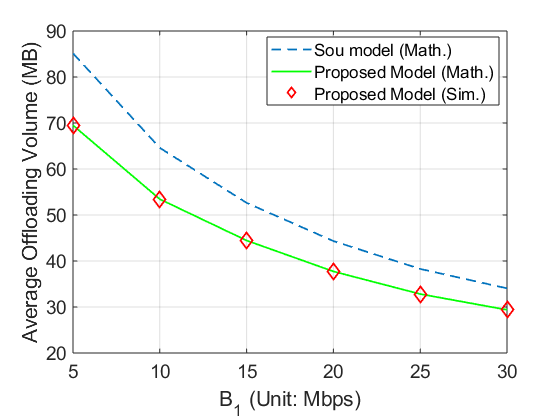 Average Offloading Volume (MB)
90
80
70
60
50
40
30
20
Sou model (Math.)
Proposed Model (Math.)
Proposed Model (Sim.)
5 10 15 20 25 30
B₁ (Unit: Mbps)